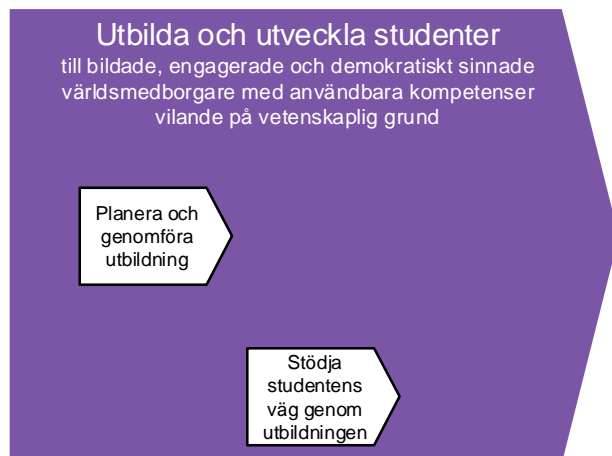 Utbilda och utveckla studenter
till bildade, engagerade och demokratiskt sinnade
världsmedborgare med användbara kompetenser
vilande på vetenskaplig grund
Planera och
genomföra
utbildning
Stödja
studentens
väg genom
utbildningen